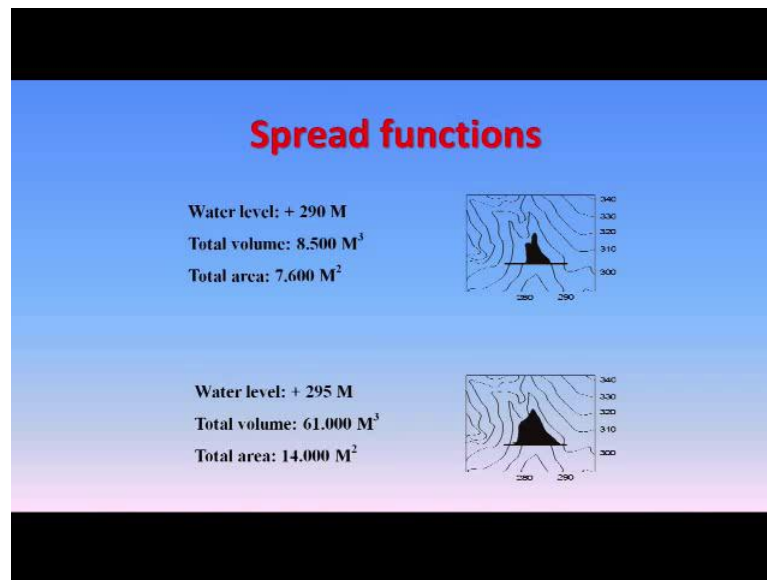 Spread functions
Water level: + 290 M
Total volume: 8.500 M³
Total area: 7.600 M²
340
330
320
310
300
280 290
Water level: + 295 M
Total volume: 61.000 M³
Total area: 14.000 M²
340
330
320
310
300
280 290